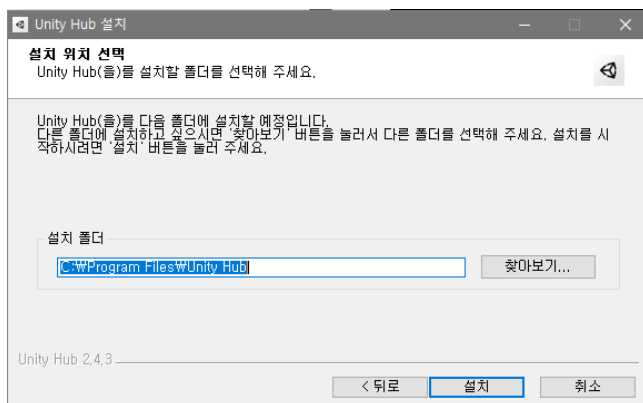 Unity Hub 설치
설치 위치 선택
Unity Hub(을)를 설치할 폴더를 선택해 주세요.
Unity Hub(을)를 다음 폴더에 설치할 예정입니다.
다른 폴더에 설치하고 싶으시면 '찾아보기' 버튼을 눌러서 다른 폴더를 선택해 주세요. 설치를 시
작하시려면 '설치' 버튼을 눌러 주세요.
설치 폴더
C:₩Program Files₩Unity Hub
찾아보기...
Unity Hub 2.4.3
< 뒤로
설치
취소